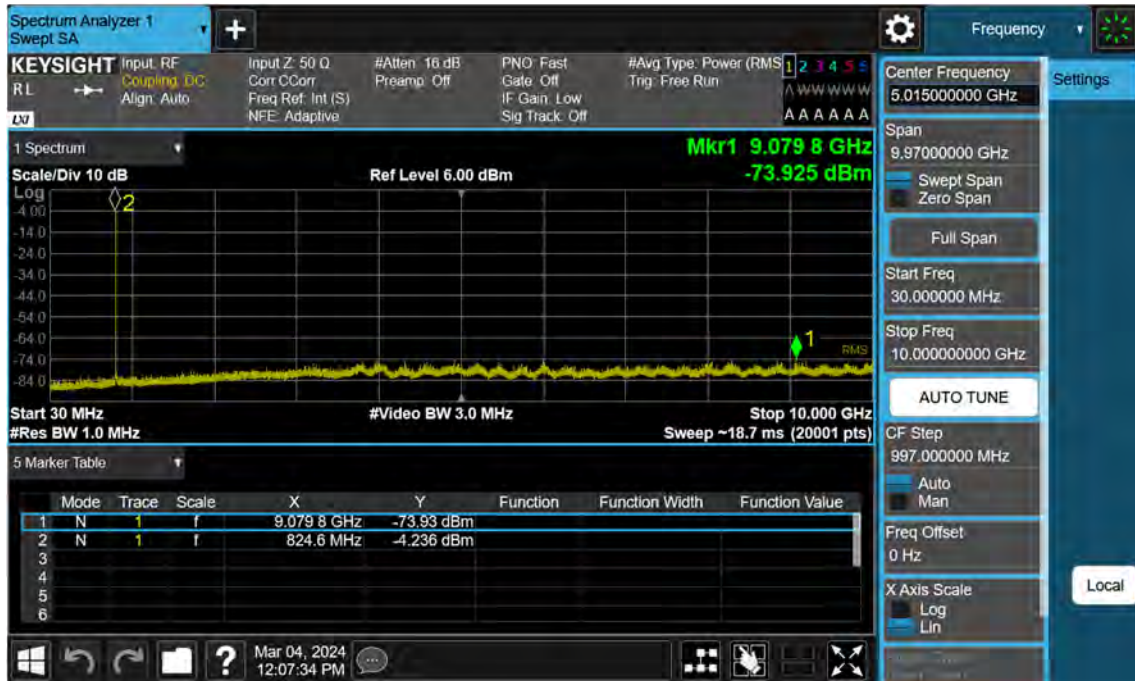 Spectrum Analyzer 1
Swept SA
Frequency
KEYSIGHT
RL
LXI
Input: RF
Coupling: DC
Align: Auto
Input Z: 50 Ω
Corr CCorr
Freq Ref: Int (S)
NFE: Adaptive
#Atten: 16 dB
Preamp: Off
PNO: Fast
Gate: Off
IF Gain: Low
Sig Track: Off
#Avg Type: Power (RMS
Trig: Free Run
1 2 3 4 5 6
A W W W W W
A A A A A A
1 Spectrum
Mkr1 9.079 8 GHz
Scale/Div 10 dB
Ref Level 6.00 dBm
-73.925 dBm
Log
2
-4.00
-14.0
-24.0
-34.0
-44.0
-54.0
-64.0
1
RMS
-74.0
-84.0
Start 30 MHz
#Video BW 3.0 MHz
Stop 10.000 GHz
#Res BW 1.0 MHz
Sweep ~18.7 ms (20001 pts)
5 Marker Table
Mode Trace Scale X Y Function Function Width Function Value
1 N 1 f 9.079 8 GHz -73.93 dBm
2 N 1 f 824.6 MHz -4.236 dBm
3
4
5
6
?
Mar 04, 2024
12:07:34 PM
Center Frequency
5.015000000 GHz
Settings
Span
9.97000000 GHz
Swept Span
Zero Span
Full Span
Start Freq
30.000000 MHz
Stop Freq
10.000000000 GHz
AUTO TUNE
CF Step
997.000000 MHz
Auto
Man
Freq Offset
0 Hz
X Axis Scale
Log
Lin
Local